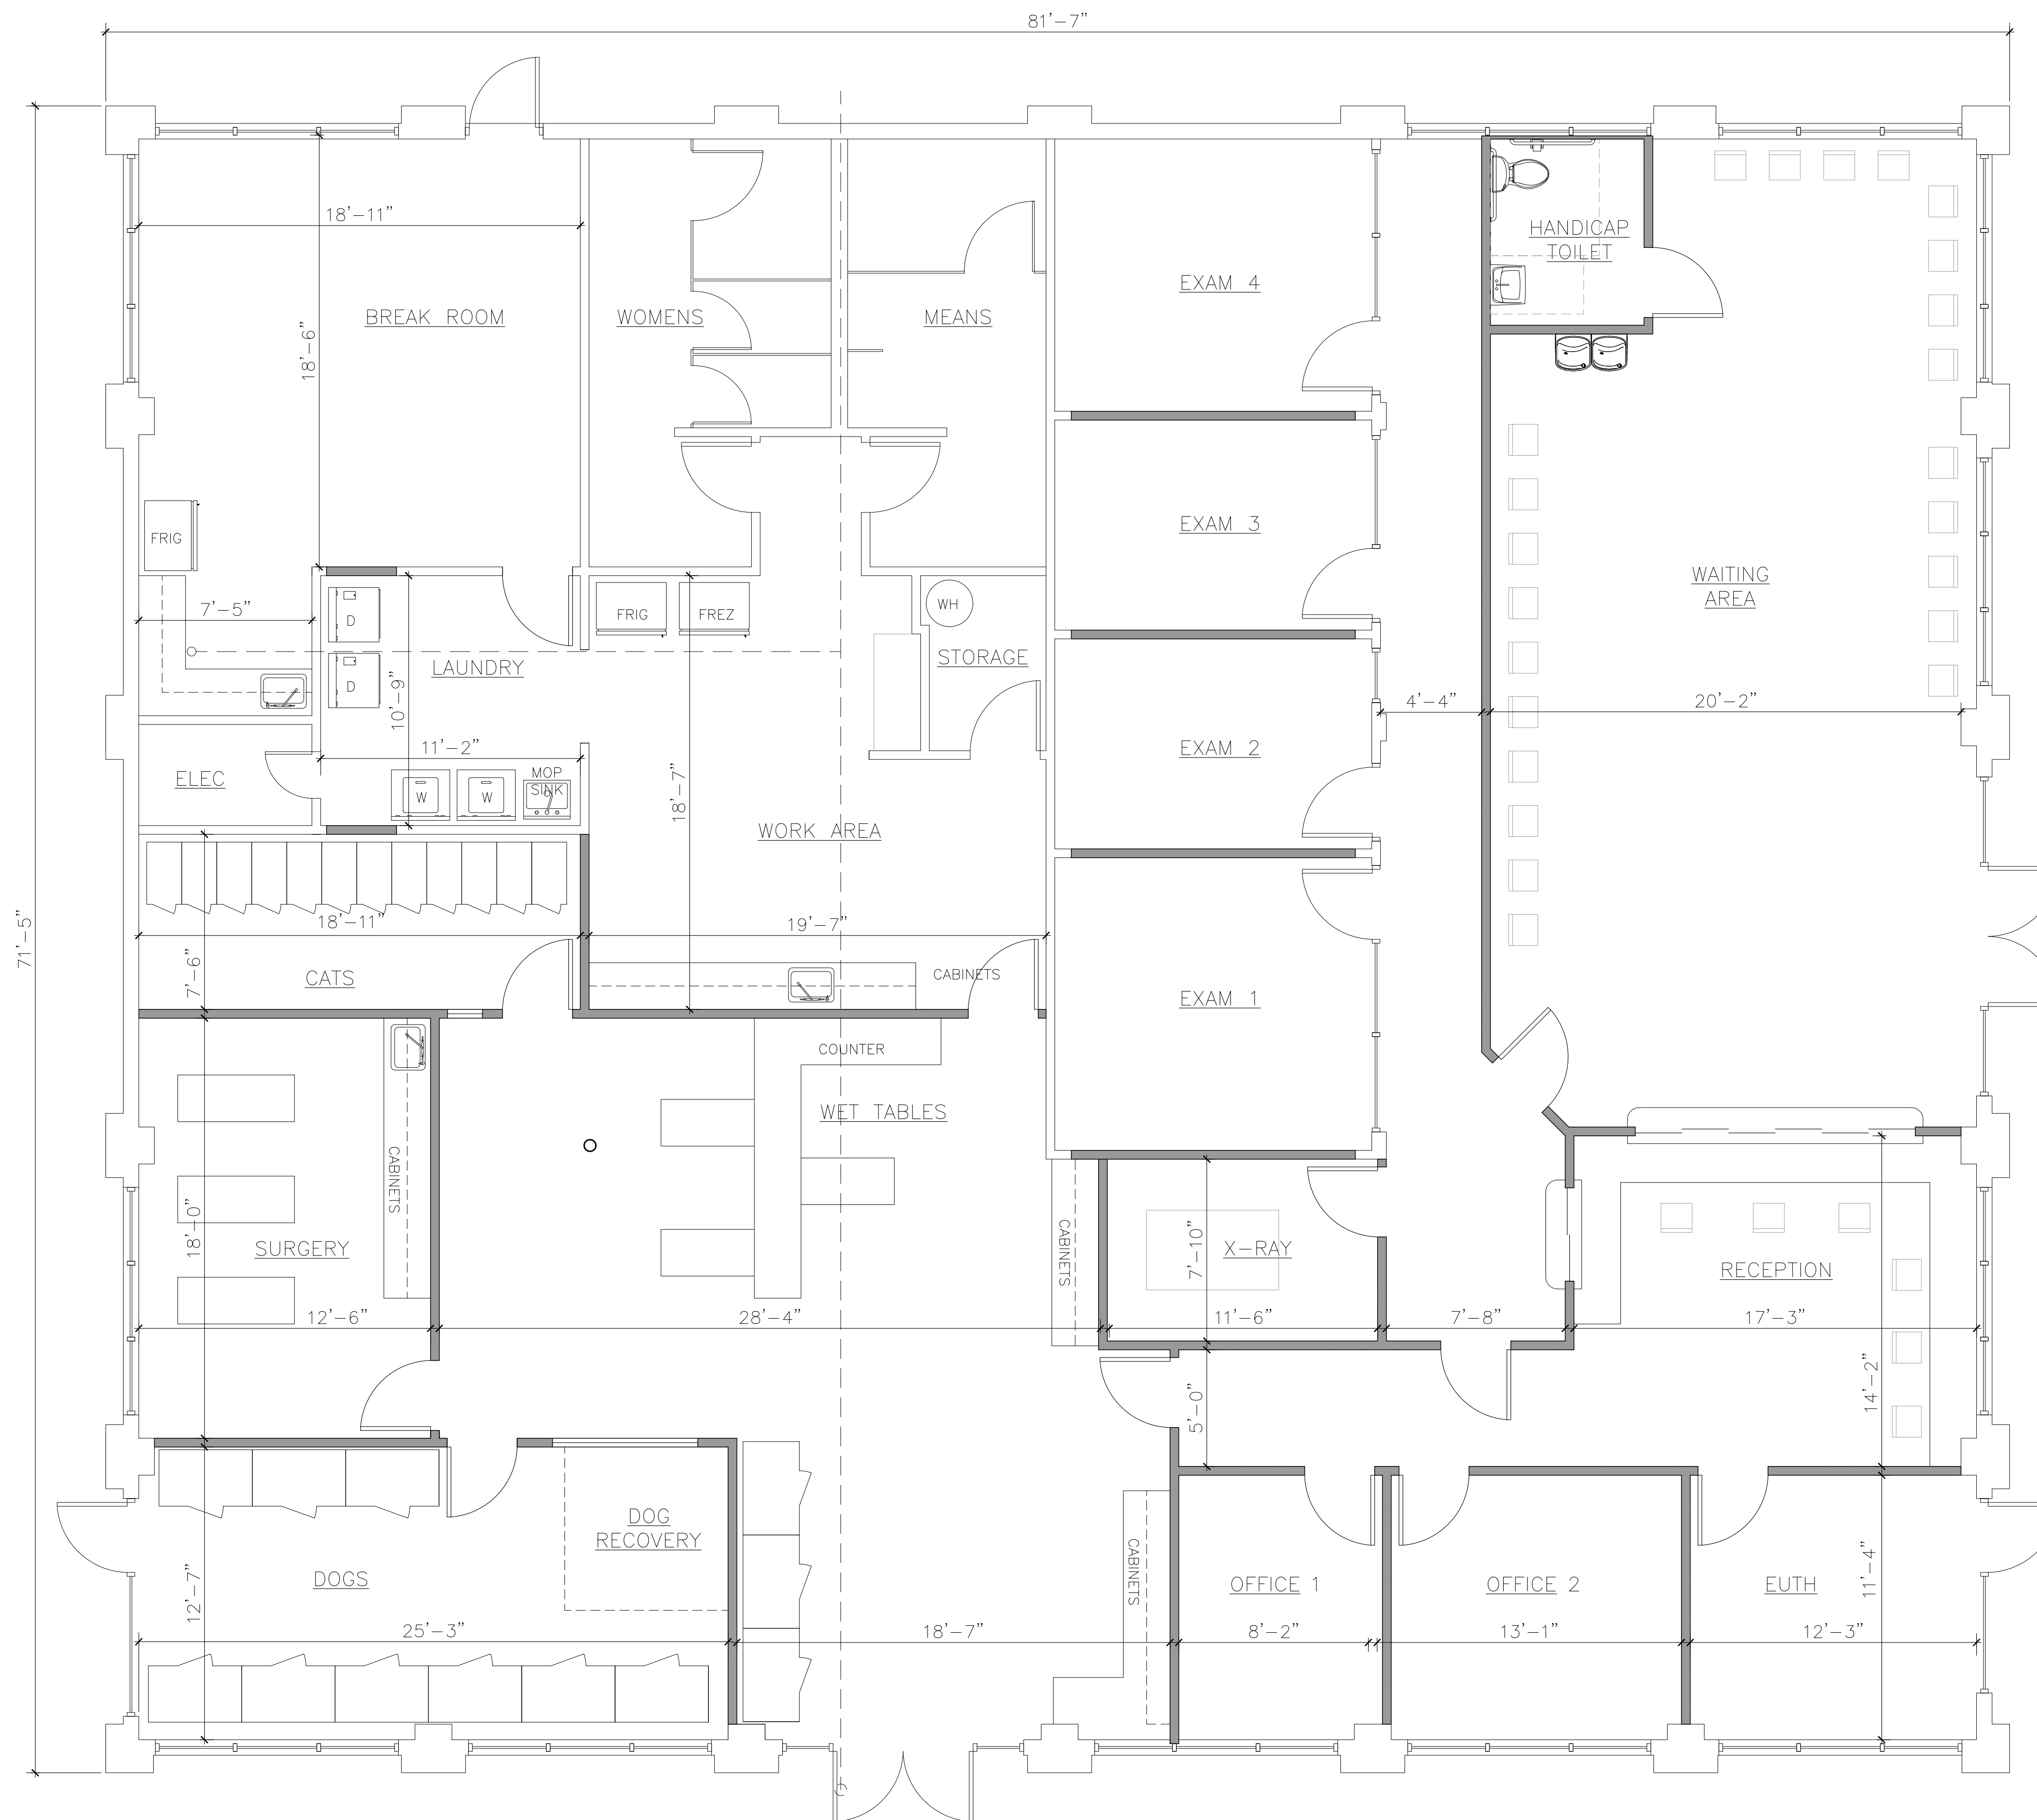 81'-7"
18'-11"
HANDICAP
TOILET
EXAM 4
BREAK ROOM
WOMENS
MEANS
18'-6"
EXAM 3
FRIG
WAITING
AREA
7'-5"
D
FRIG
FREZ
WH
LAUNDRY
STORAGE
D
10'-9"
4'-4"
20'-2"
11'-2"
EXAM 2
ELEC
W
W
MOP
SINK
18'-7"
WORK AREA
71'-5"
18'-11"
19'-7"
7'-6"
CATS
CABINETS
EXAM 1
COUNTER
WET TABLES
CABINETS
18'-0"
SURGERY
CABINETS
7'-10"
X-RAY
RECEPTION
12'-6"
28'-4"
11'-6"
7'-8"
17'-3"
5'-0"
14'-2"
DOG
RECOVERY
DOGS
12'-7"
CABINETS
OFFICE 1
OFFICE 2
EUTH
11'-4"
25'-3"
18'-7"
8'-2"
13'-1"
12'-3"